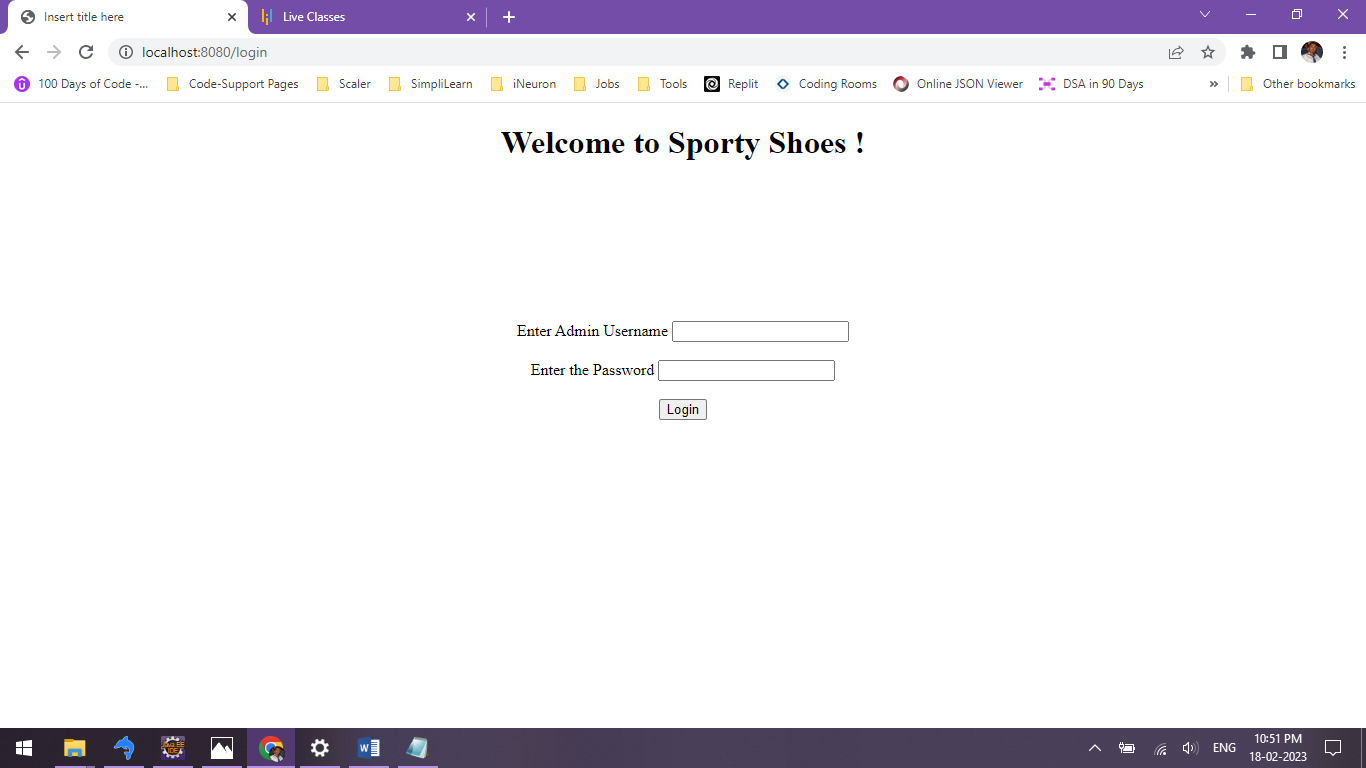 Insert title here
Live Classes
localhost:8080/login
100 Days of Code -...
Code-Support Pages
Scaler
SimpliLearn
iNeuron
Jobs
Tools
Replit
Coding Rooms
Online JSON Viewer
DSA in 90 Days
»
Other bookmarks
Welcome to Sporty Shoes !
Enter Admin Username
Enter the Password
Login
ENG
10:51 PM
18-02-2023